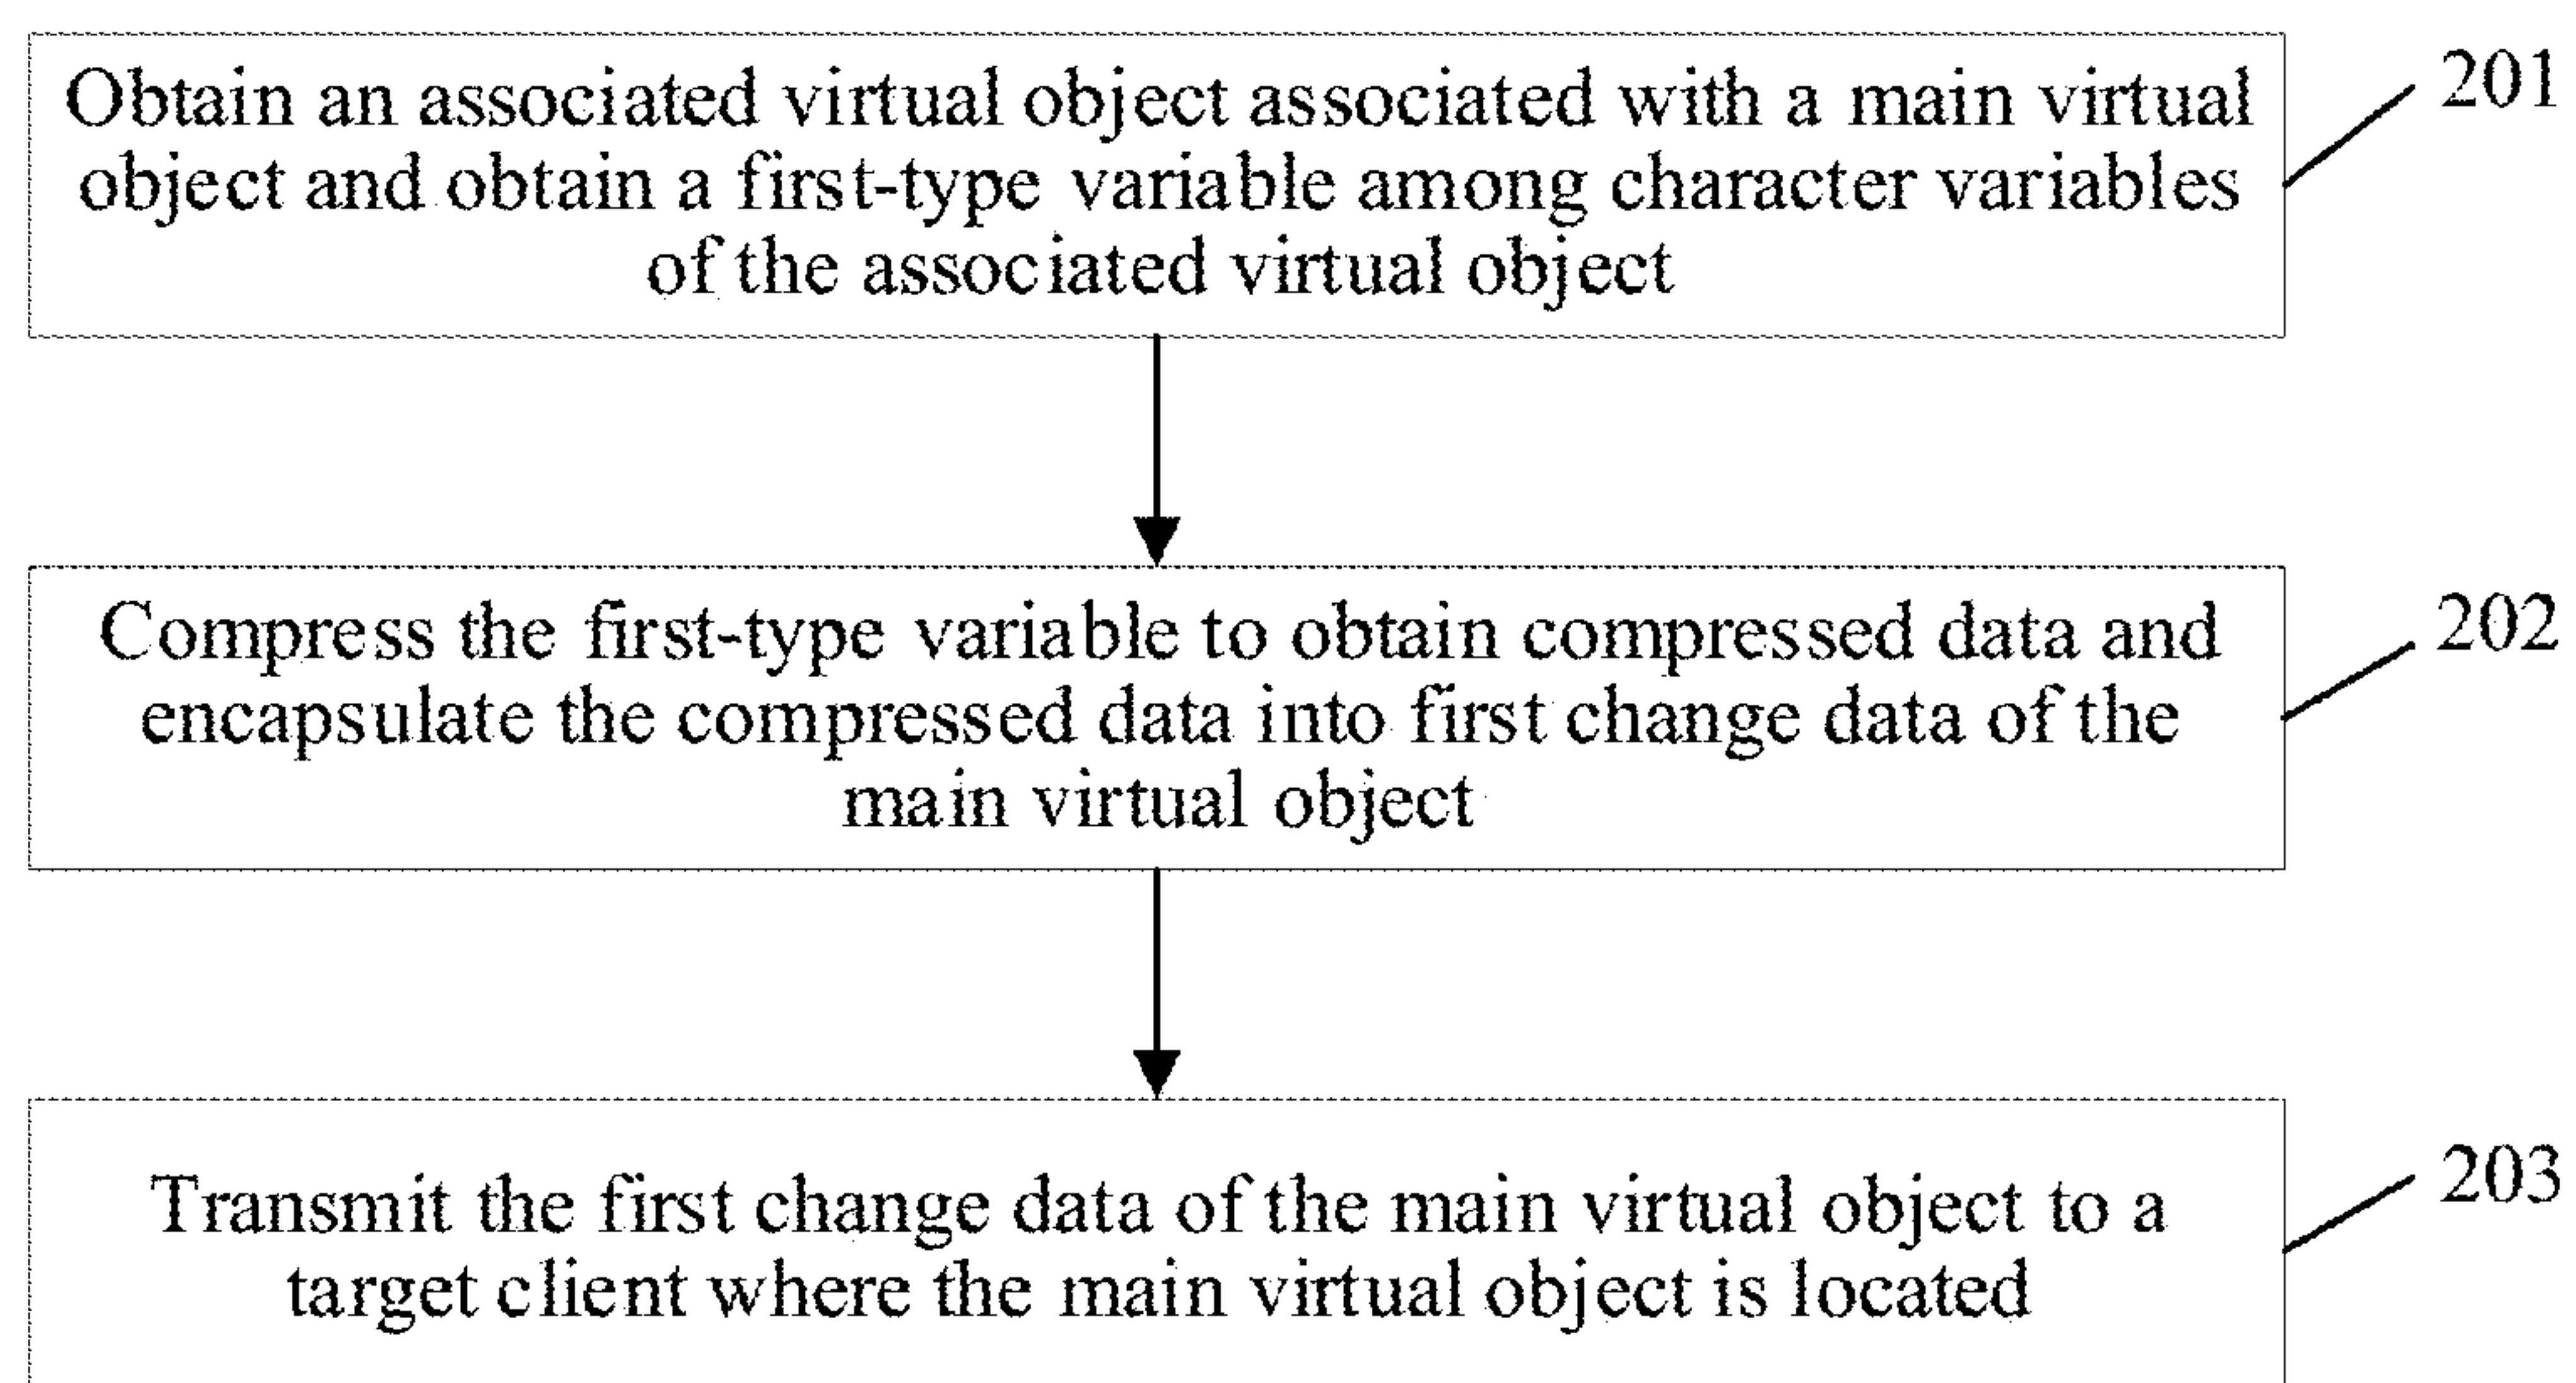 Obtain an associated virtual object associated with a main virtual
object and obtain a first-type variable among character variables
of the associated virtual object
201
Compress the first-type variable to obtain compressed data and
encapsulate the compressed data into first change data of the
main virtual object
202
Transmit the first change data of the main virtual object to a
target client where the main virtual object is located
203